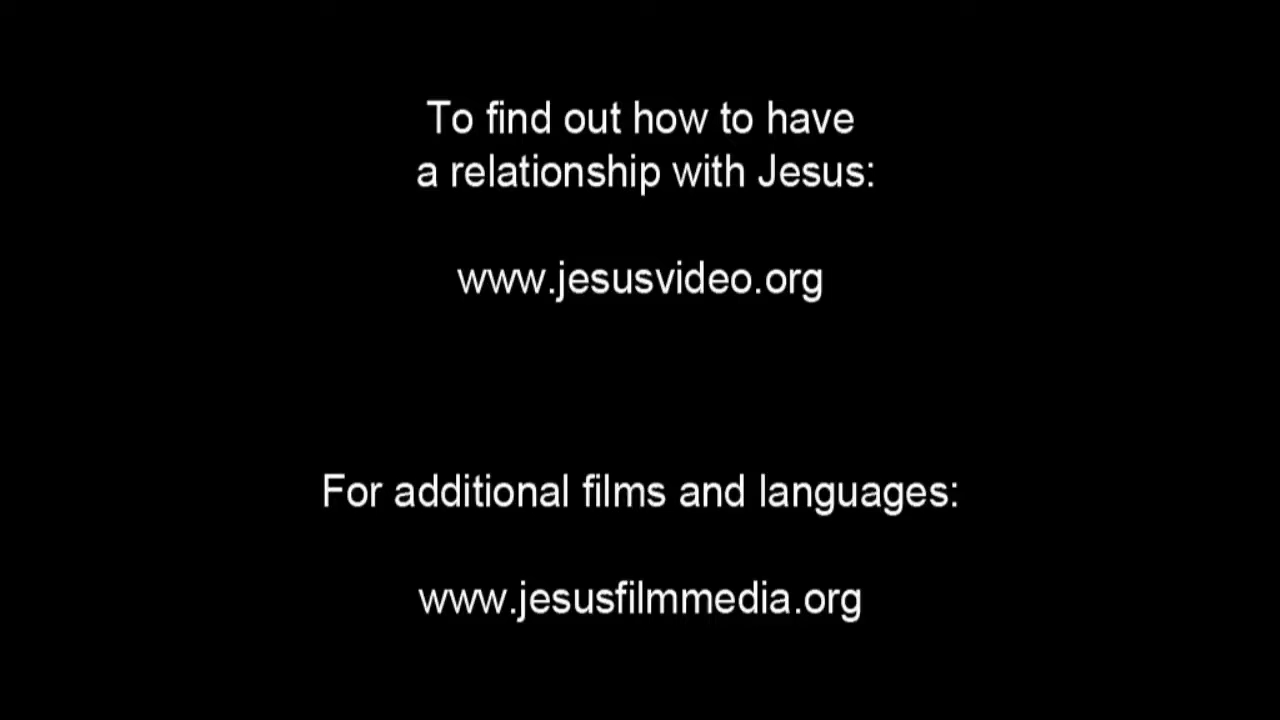 To find out how to have
a relationship with Jesus:
www.jesusvideo.org
For additional films and languages:
www.jesusfilmmedia.org